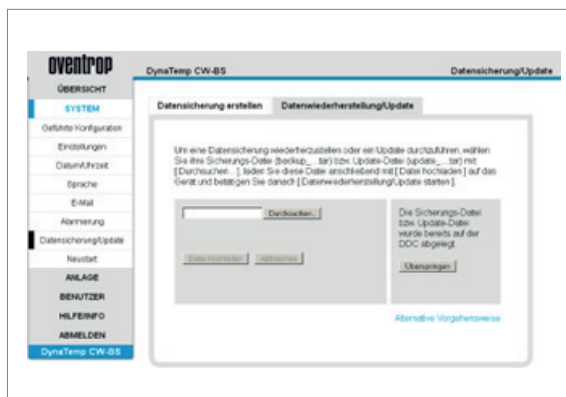 oventrop
DynaTemp CW-BS
Datensicherung/Update
ÜBERSICHT
SYSTEM
Geführte Konfiguration
Einstellungen
Datum/Uhrzeit
Sprache
E-Mail
Alarmierung
Datensicherung/Update
Neustart
ANLAGE
BENUTZER
HILFE/INFO
ABMELDEN
DynaTemp CW-BS
Datensicherung erstellen
Datenwiederherstellung/Update
Um eine Datensicherung wiederherzustellen oder ein Update durchzuführen, wählen
Sie ihre Sicherungs-Datei (backup_...tar) bzw. Update-Datei (update_...tar) mit
[ Durchsuchen... ], laden Sie diese Datei anschließend mit [ Datei hochladen ] auf das
Gerät und betätigen Sie danach [ Datenwiederherstellung/Update starten ].
Durchsuchen...
Datei hochladen
Abbrechen
Die Sicherungs-Datei
bzw. Update-Datei
wurde bereits auf der
DDC abgelegt.
Überspringen
Alternative Vorgehensweise